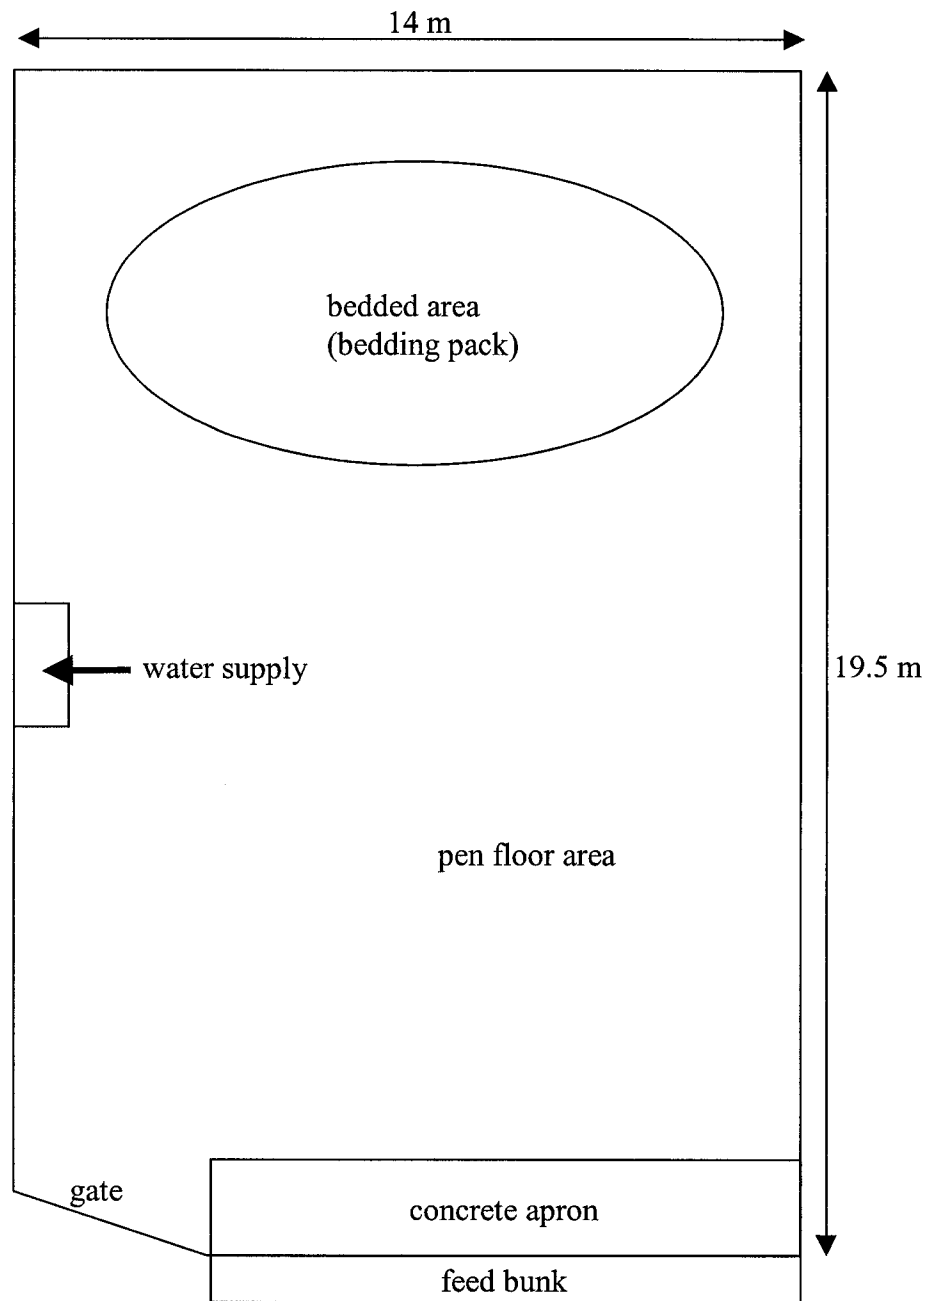 14 m
bedded area
(bedding pack)
water supply
19.5 m
pen floor area
gate
concrete apron
feed bunk